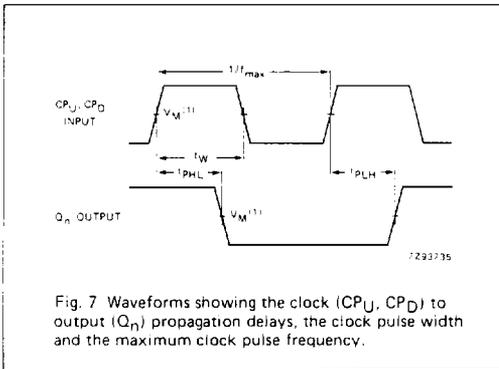 1/fmax
CPU, CPD
INPUT
VM(1)
tW
tPHL
tPLH
Qn OUTPUT
VM(1)
7Z93735
Fig. 7 Waveforms showing the clock (CPU, CPD) to
output (Qn) propagation delays, the clock pulse width
and the maximum clock pulse frequency.